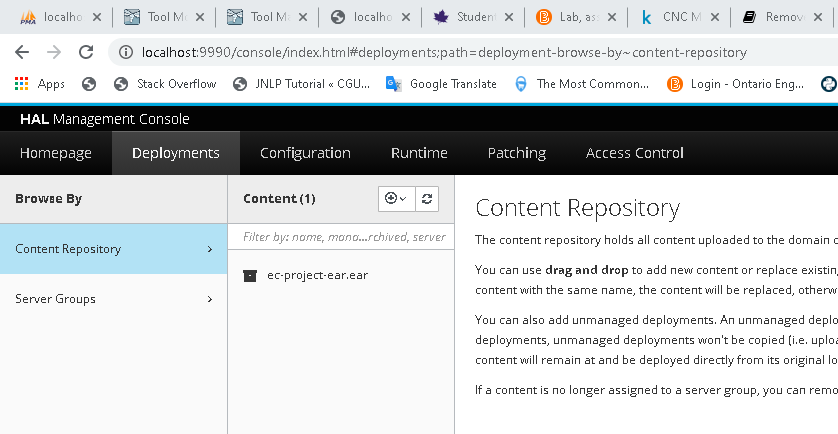 PMA localho
Tool M
Tool M
localho
Student
Lab, as
CNC M
Remov
localhost:9990/console/index.html#deployments;path=deployment-browse-by~content-repository
Apps Stack Overflow JNLP Tutorial « CGU... Google Translate The Most Common... Login - Ontario Eng...
HAL Management Console
Homepage Deployments Configuration Runtime Patching Access Control
Browse By
Content Repository
Server Groups
Content (1)
Filter by: name, mana...rchived, server
ec-project-ear.ear
Content Repository
The content repository holds all content uploaded to the domain c
You can use drag and drop to add new content or replace existin
content with the same name, the content will be replaced, otherw
You can also add unmanaged deployments. An unmanaged deplo
deployments, unmanaged deployments won't be copied (i.e. uploa
content will remain at and be deployed directly from its original lo
If a content is no longer assigned to a server group, you can remo